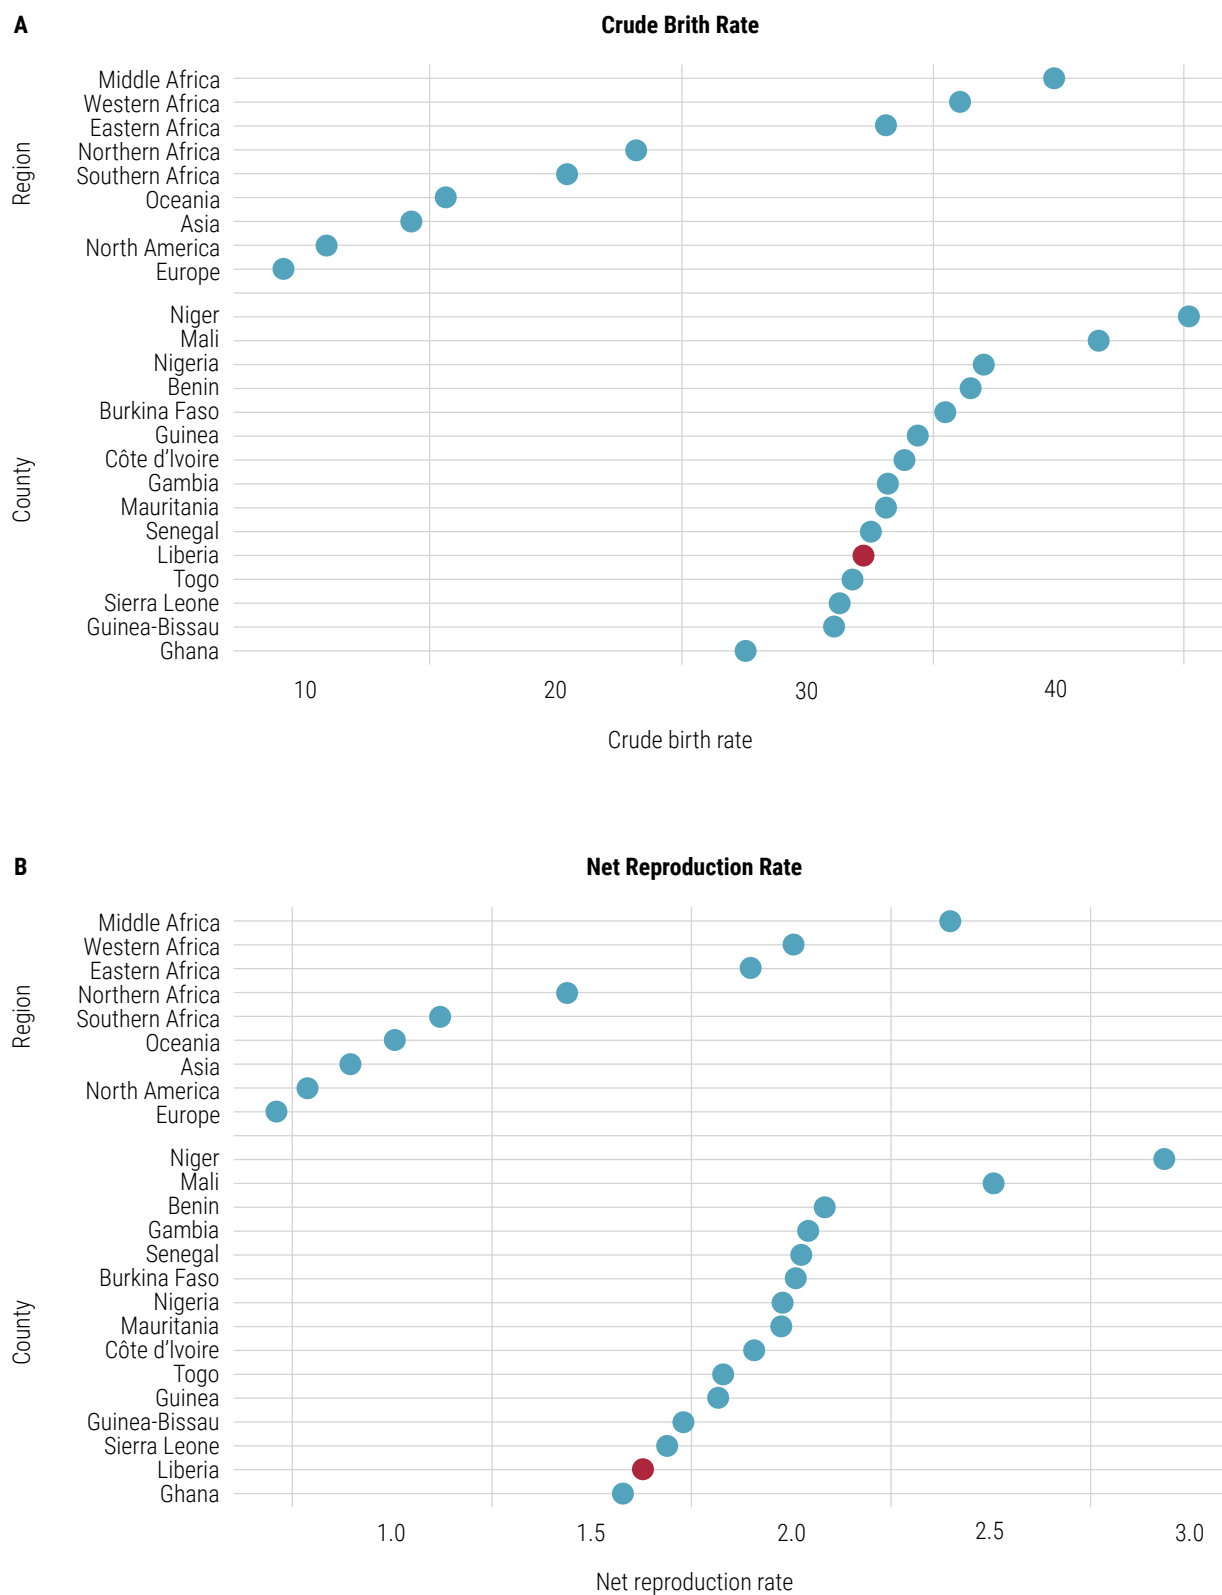 A
Crude Brith Rate
Region
Middle Africa
Western Africa
Eastern Africa
Northern Africa
Southern Africa
Oceania
Asia
North America
Europe
County
Niger
Mali
Nigeria
Benin
Burkina Faso
Guinea
Côte d'Ivoire
Gambia
Mauritania
Senegal
Liberia
Togo
Sierra Leone
Guinea-Bissau
Ghana
10 20 30 40
Crude birth rate
B
Net Reproduction Rate
Region
Middle Africa
Western Africa
Eastern Africa
Northern Africa
Southern Africa
Oceania
Asia
North America
Europe
County
Niger
Mali
Benin
Gambia
Senegal
Burkina Faso
Nigeria
Mauritania
Côte d'Ivoire
Togo
Guinea
Guinea-Bissau
Sierra Leone
Liberia
Ghana
1.0 1.5 2.0 2.5 3.0
Net reproduction rate